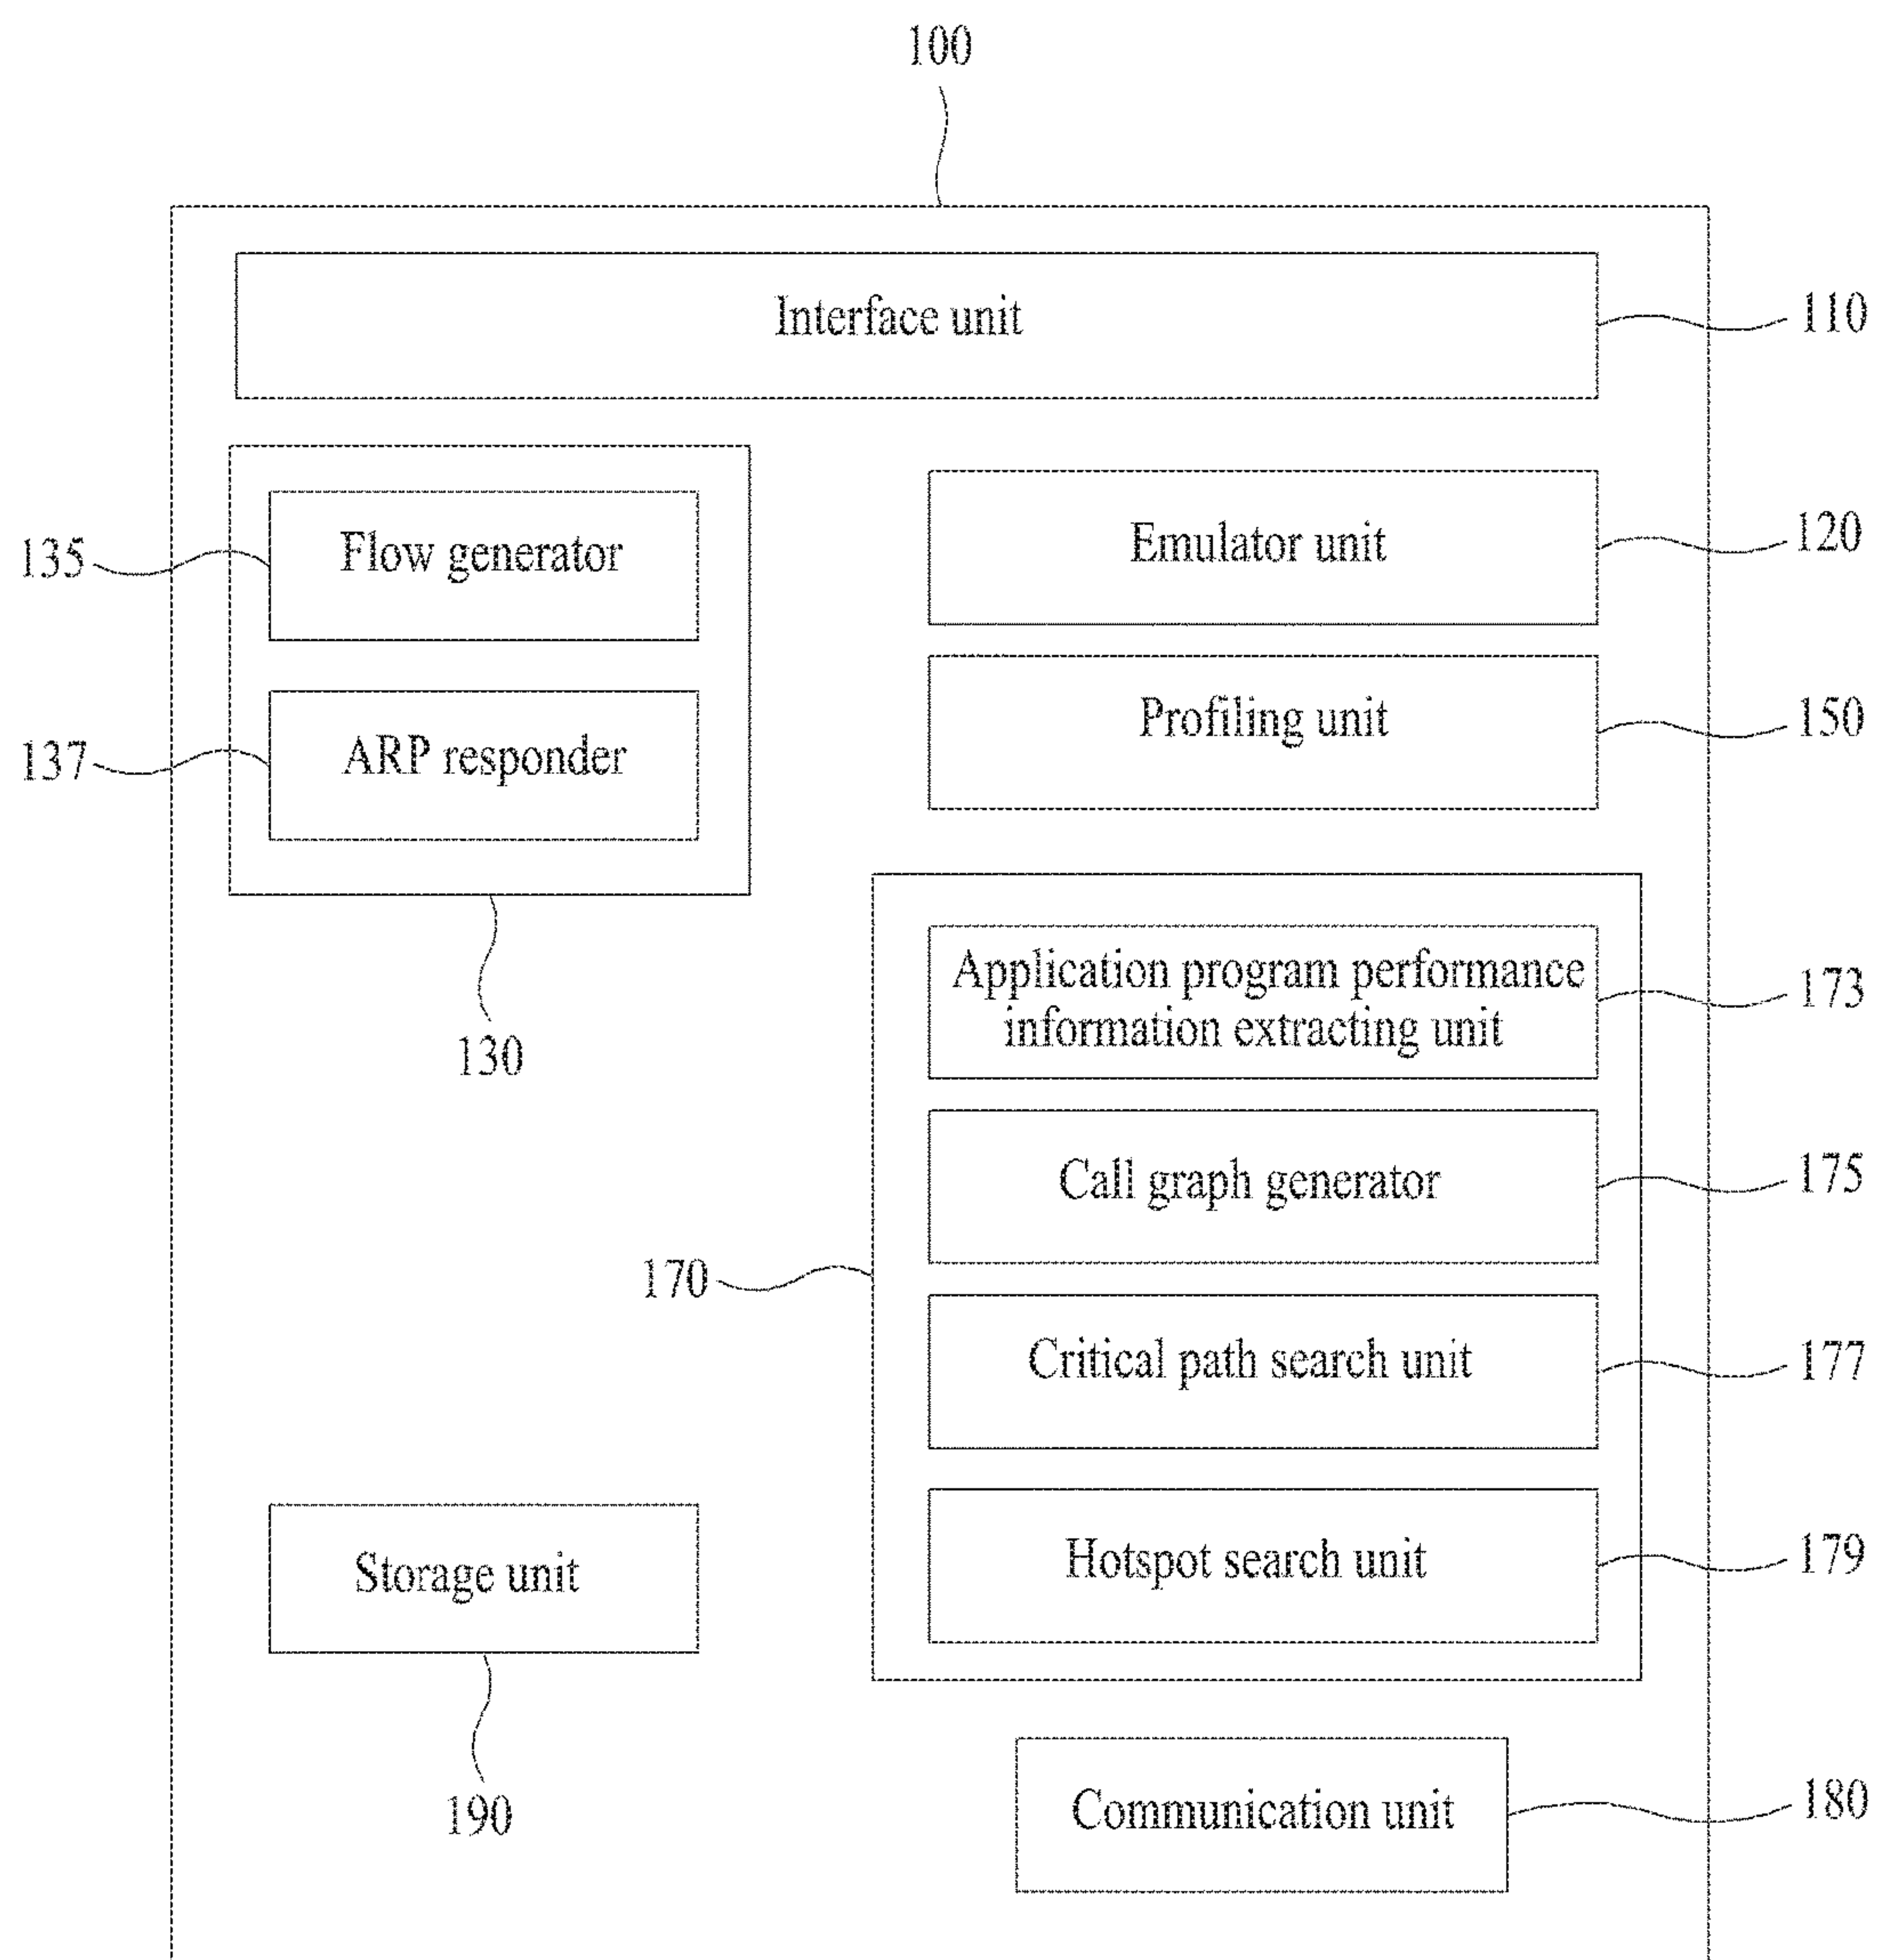 100
Interface unit
110
135
Flow generator
Emulator unit
120
137
ARP responder
Profiling unit
150
130
Application program performance
information extracting unit
173
Call graph generator
175
170
Critical path search unit
177
Storage unit
Hotspot search unit
179
190
Communication unit
180